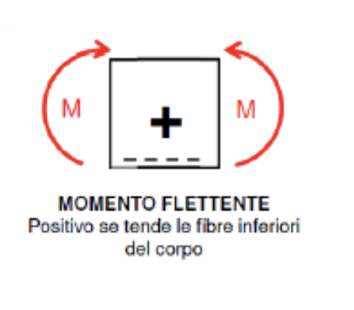 M
+
M
MOMENTO FLETTENTE
Positivo se tende le fibre inferiori
del corpo